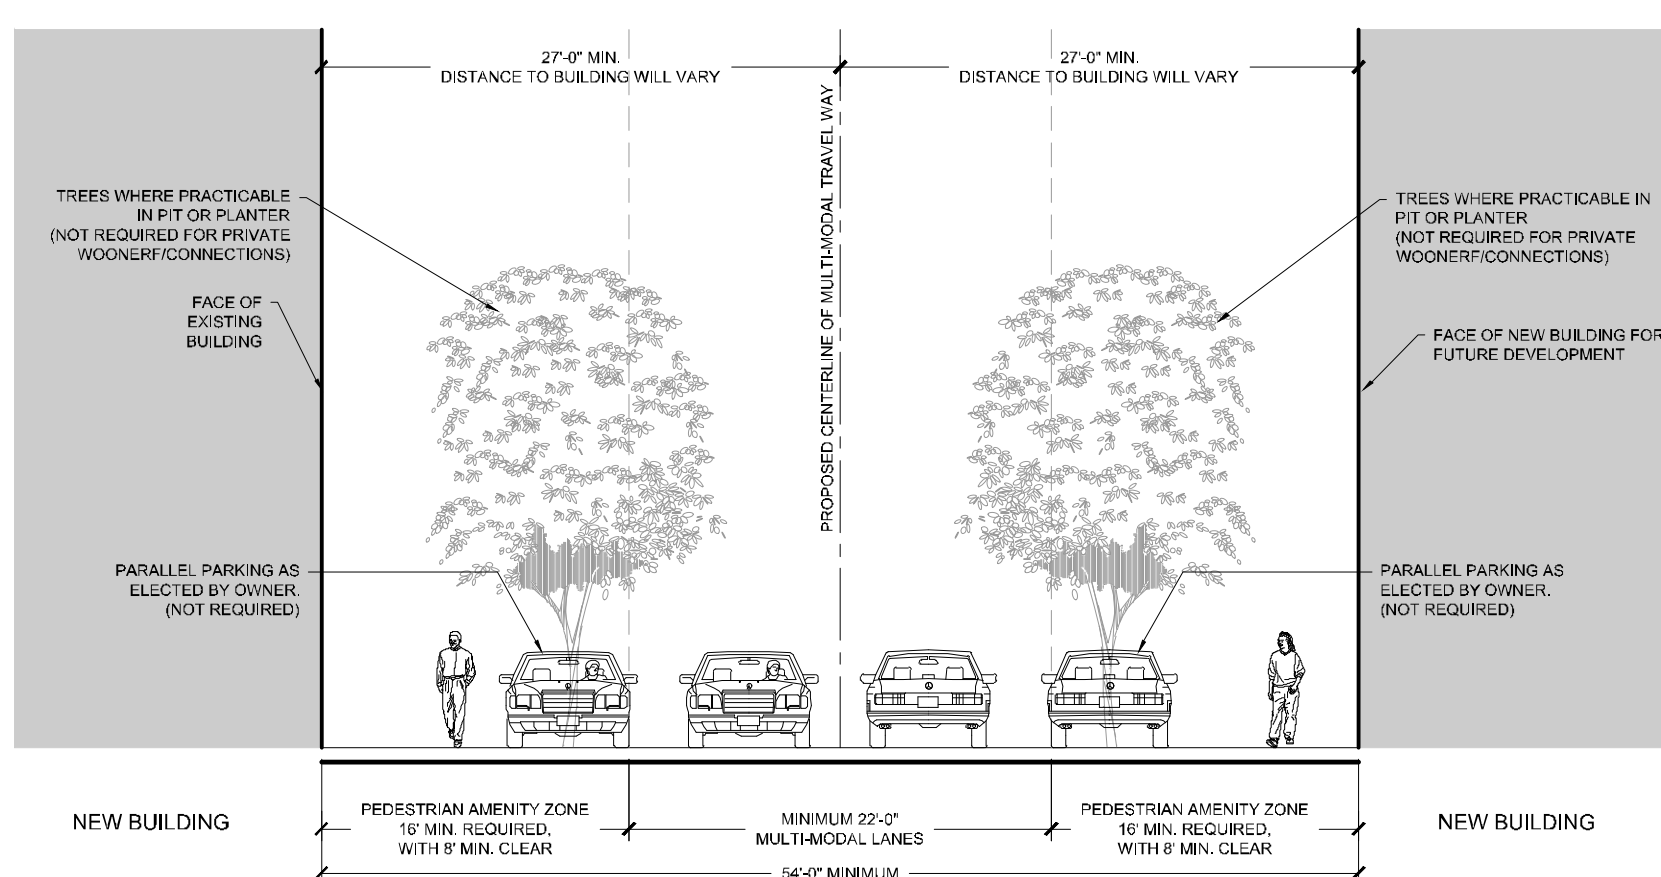 27'-0" MIN.
DISTANCE TO BUILDING WILL VARY
27'-0" MIN.
DISTANCE TO BUILDING WILL VARY
PROPOSED CENTERLINE OF MULTI-MODAL TRAVEL WAY
TREES WHERE PRACTICABLE
IN PIT OR PLANTER
(NOT REQUIRED FOR PRIVATE
WOONERF/CONNECTIONS)
TREES WHERE PRACTICABLE IN
PIT OR PLANTER
(NOT REQUIRED FOR PRIVATE
WOONERF/CONNECTIONS)
FACE OF
EXISTING
BUILDING
FACE OF NEW BUILDING FOR
FUTURE DEVELOPMENT
PARALLEL PARKING AS
ELECTED BY OWNER.
(NOT REQUIRED)
PARALLEL PARKING AS
ELECTED BY OWNER.
(NOT REQUIRED)
NEW BUILDING
PEDESTRIAN AMENITY ZONE
16' MIN. REQUIRED,
WITH 8' MIN. CLEAR
MINIMUM 22'-0"
MULTI-MODAL LANES
PEDESTRIAN AMENITY ZONE
16' MIN. REQUIRED,
WITH 8' MIN. CLEAR
NEW BUILDING
54'-0" MINIMUM